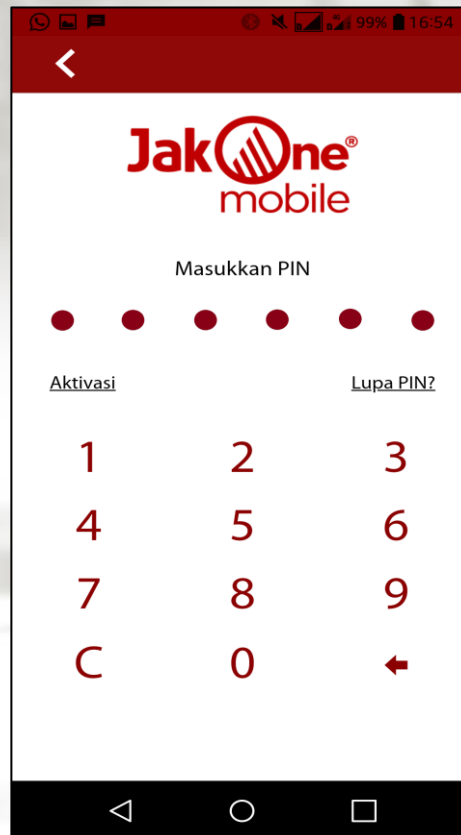 99% 16:54
JakOne®
mobile
Masukkan PIN
Aktivasi Lupa PIN?
1 2 3
4 5 6
7 8 9
C 0